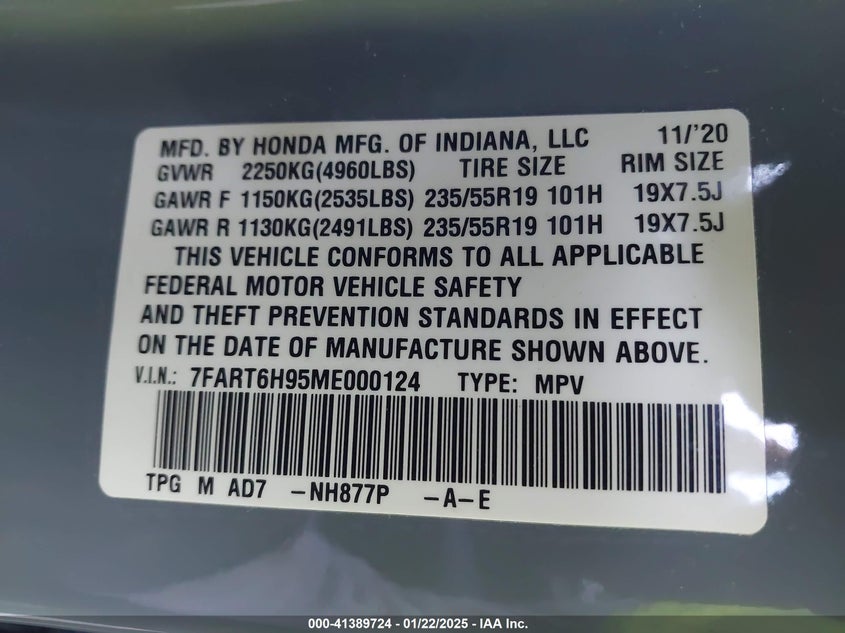 MFD. BY HONDA MFG. OF INDIANA, LLC 11/'20
GVWR 2250KG(4960LBS) TIRE SIZE RIM SIZE
GAWR F 1150KG(2535LBS) 235/55R19 101H 19X7.5J
GAWR R 1130KG(2491LBS) 235/55R19 101H 19X7.5J
THIS VEHICLE CONFORMS TO ALL APPLICABLE
FEDERAL MOTOR VEHICLE SAFETY
AND THEFT PREVENTION STANDARDS IN EFFECT
ON THE DATE OF MANUFACTURE SHOWN ABOVE.
V.I.N.: 7FART6H95ME000124 TYPE: MPV
TPG M AD7 -NH877P -A-E
000-41389724 - 01/22/2025 - IAA Inc.